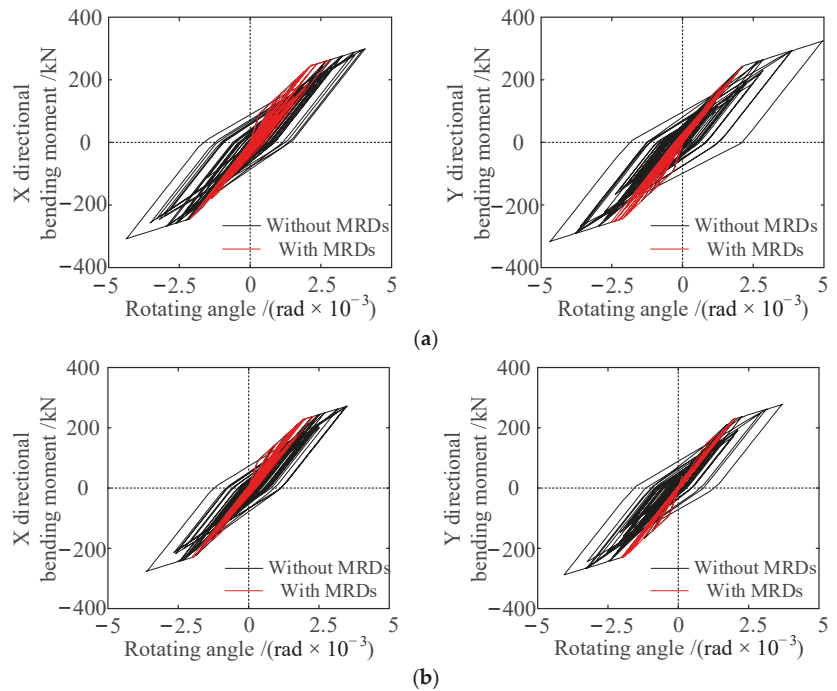 400
200
0
−200
−400
X directional
bending moment /kN
Without MRDs
With MRDs
−5 −2.5 0 2.5 5
Rotating angle /(rad × 10⁻³)
400
200
0
−200
−400
Y directional
bending moment /kN
Without MRDs
With MRDs
−5 −2.5 0 2.5 5
Rotating angle /(rad × 10⁻³)
(a)
400
200
0
−200
−400
X directional
bending moment /kN
Without MRDs
With MRDs
−5 −2.5 0 2.5 5
Rotating angle /(rad × 10⁻³)
400
200
0
−200
−400
Y directional
bending moment /kN
Without MRDs
With MRDs
−5 −2.5 0 2.5 5
Rotating angle /(rad × 10⁻³)
(b)